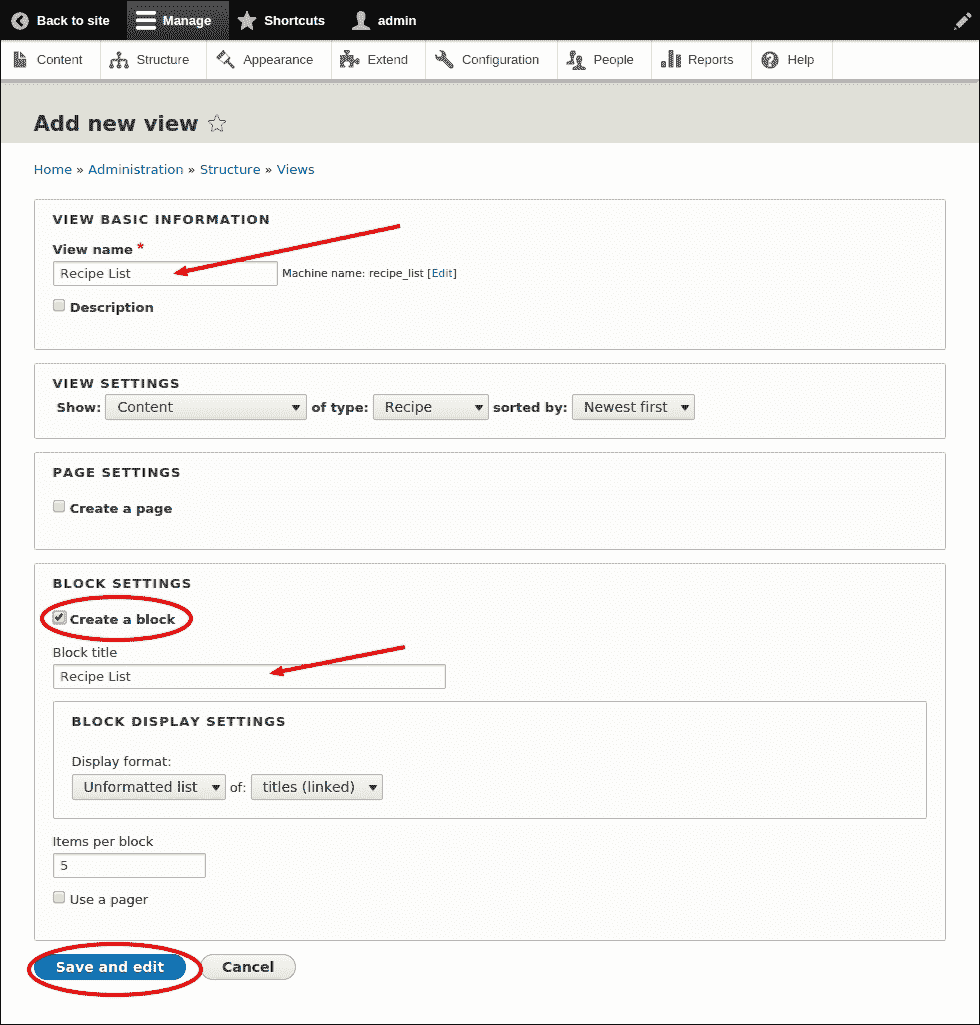 Back to site Manage Shortcuts admin
Content Structure Appearance Extend Configuration People Reports Help
Add new view
Home » Administration » Structure » Views
VIEW BASIC INFORMATION
View name *
Recipe List Machine name: recipe_list [Edit]
Description
VIEW SETTINGS
Show: Content of type: Recipe sorted by: Newest first
PAGE SETTINGS
Create a page
BLOCK SETTINGS
Create a block
Block title
Recipe List
BLOCK DISPLAY SETTINGS
Display format:
Unformatted list of: titles (linked)
Items per block
5
Use a pager
Save and edit Cancel